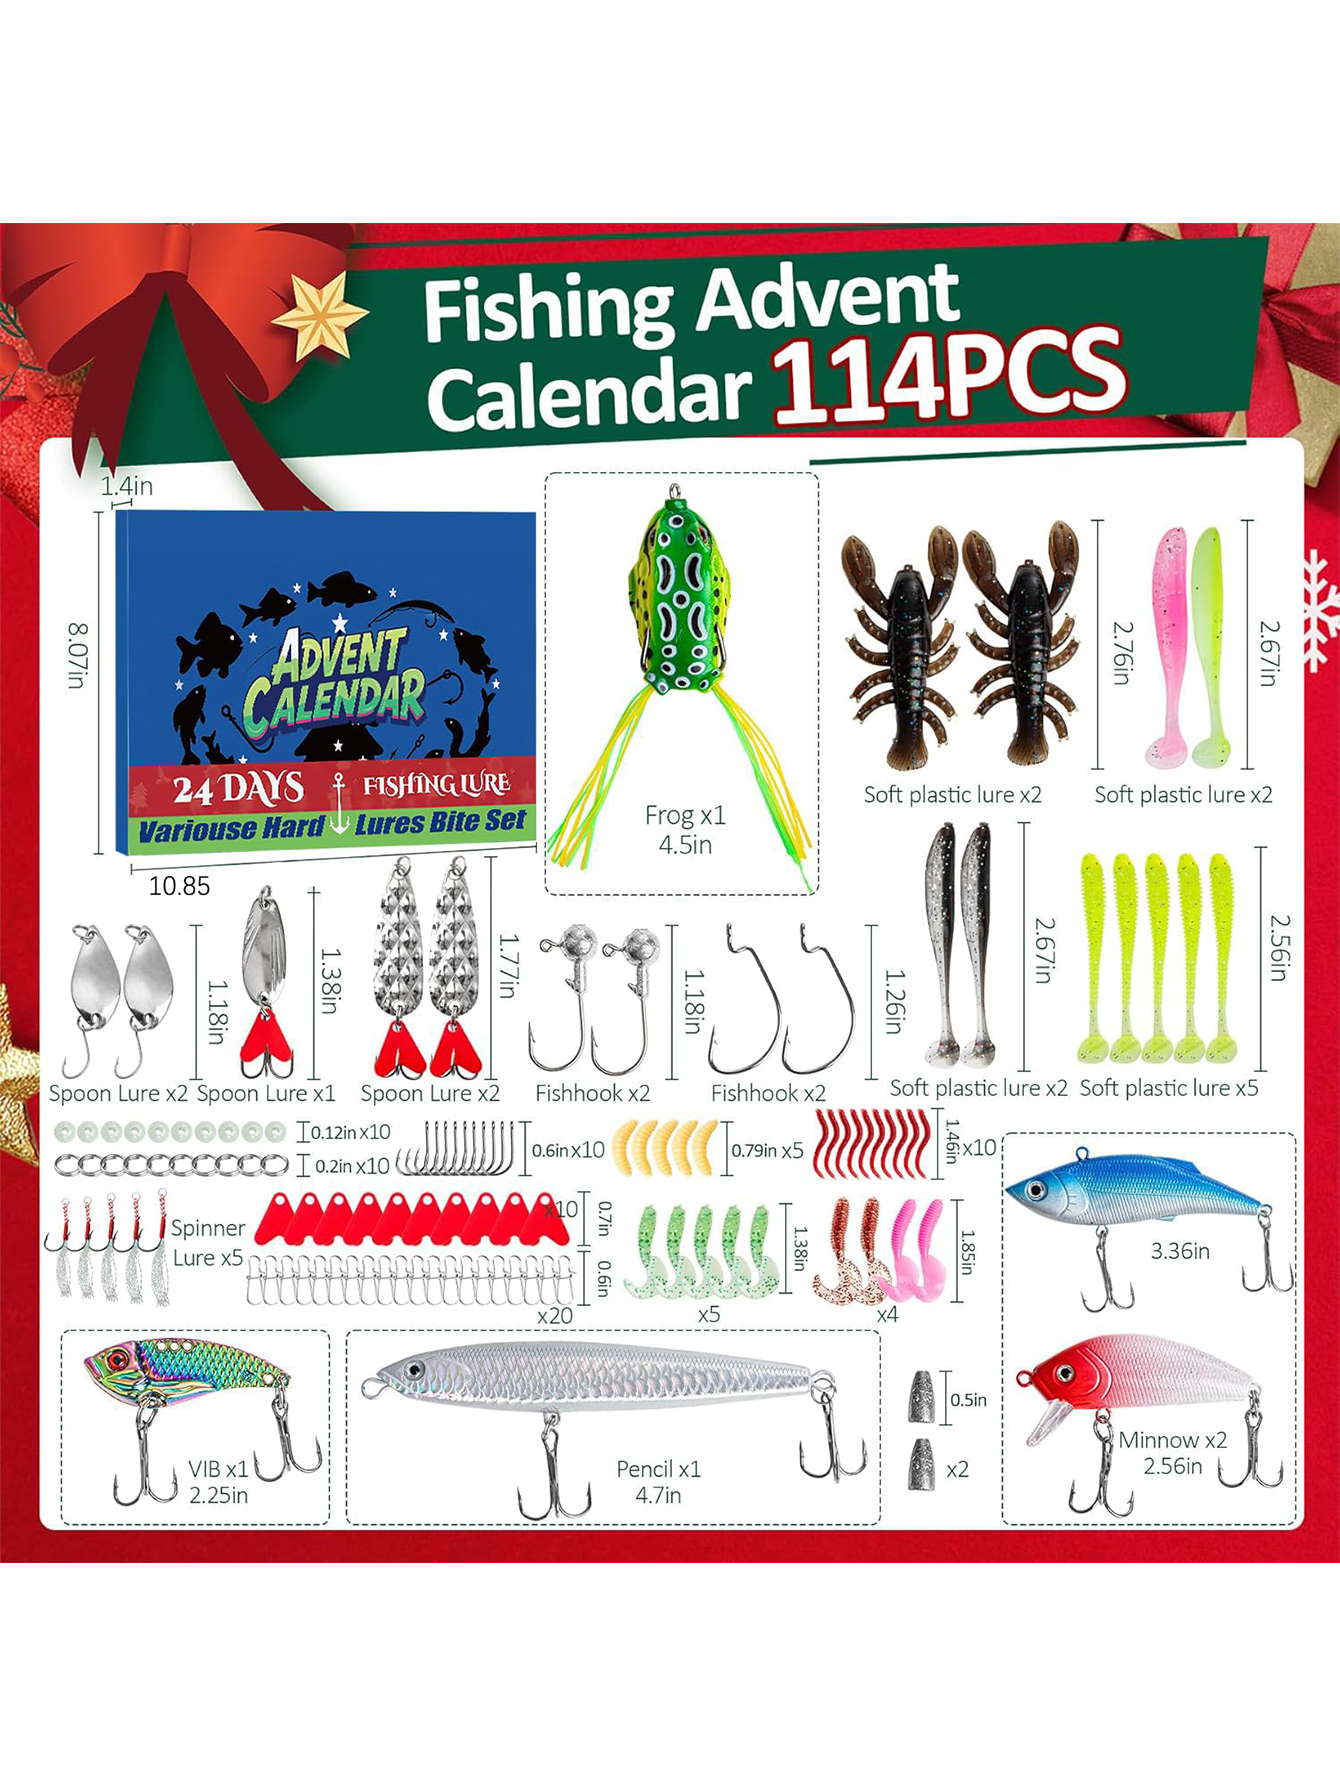 Fishing Advent
Calendar 114PCS
1.4in
8.07in
10.85
ADVENT
CALENDAR
24 DAYS FISHING LURE
Variouse Hard Lures Bite Set
Frog x1
4.5in
2.76in
Soft plastic lure x2
2.67in
Soft plastic lure x2
1.18in
Spoon Lure x2
1.38in
Spoon Lure x1
1.77in
Spoon Lure x2
1.18in
Fishhook x2
1.26in
Fishhook x2
2.67in
Soft plastic lure x2
2.56in
Soft plastic lure x5
0.12in x10
0.2in x10
0.6in x10
0.79in x5
1.46in x10
Spinner
Lure x5
x10
0.7in
0.6in
x20
1.38in
x5
1.85in
x4
3.36in
VIB x1
2.25in
Pencil x1
4.7in
0.5in
x2
Minnow x2
2.56in